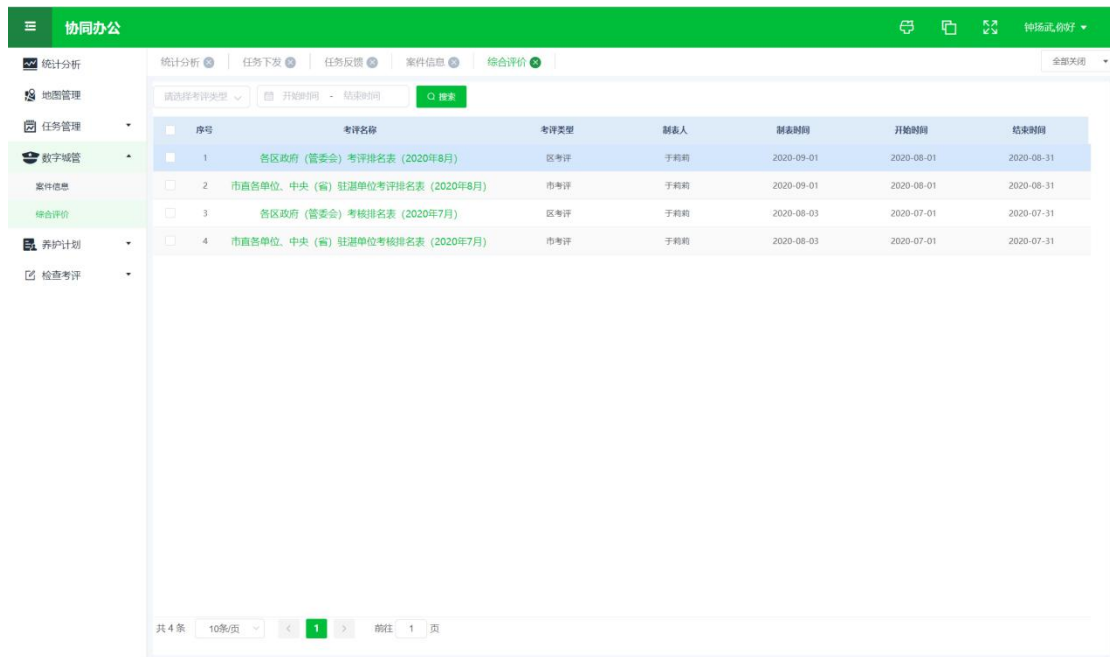 协同办公
钟扬武,你好
统计分析
地图管理
任务管理
数字城管
案件信息
综合评价
养护计划
检查考评
统计分析 任务下发 任务反馈 案件信息 综合评价 全部关闭
请选择考评类型 开始时间 - 结束时间 搜索
序号 考评名称 考评类型 制表人 制表时间 开始时间 结束时间
1 各区政府（管委会）考评排名表（2020年8月） 区考评 于莉莉 2020-09-01 2020-08-01 2020-08-31
2 市直各单位、中央（省）驻湛单位考评排名表（2020年8月） 市考评 于莉莉 2020-09-01 2020-08-01 2020-08-31
3 各区政府（管委会）考核排名表（2020年7月） 区考评 于莉莉 2020-08-03 2020-07-01 2020-07-31
4 市直各单位、中央（省）驻湛单位考核排名表（2020年7月） 市考评 于莉莉 2020-08-03 2020-07-01 2020-07-31
共 4 条 10条/页 1 前往 1 页